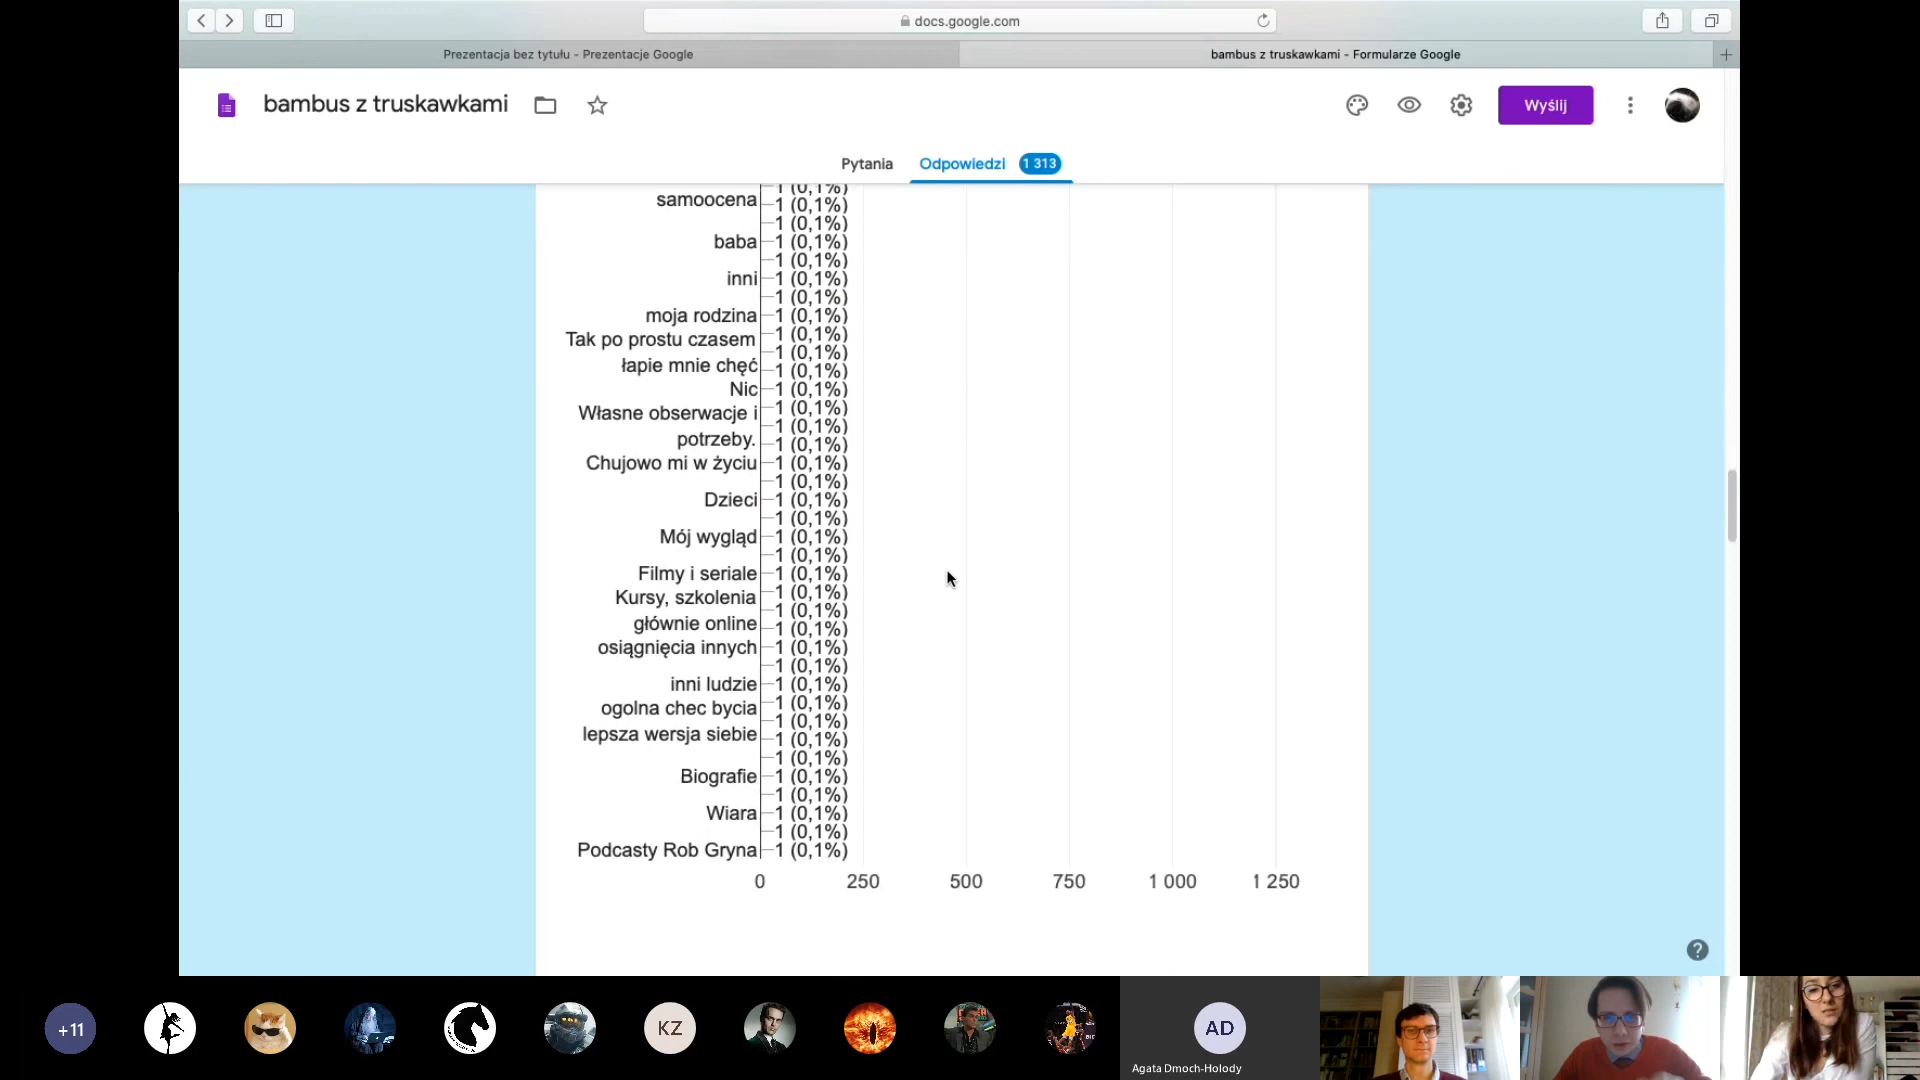 docs.google.com
Prezentacja bez tytułu - Prezentacje Google
bambus z truskawkami - Formularze Google
bambus z truskawkami
Wyślij
Pytania
Odpowiedzi
1 313
1 (0,1%)
samoocena
1 (0,1%)
1 (0,1%)
baba
1 (0,1%)
1 (0,1%)
inni
1 (0,1%)
1 (0,1%)
moja rodzina
1 (0,1%)
1 (0,1%)
Tak po prostu czasem
1 (0,1%)
łapie mnie chęć
1 (0,1%)
Nic
1 (0,1%)
1 (0,1%)
Własne obserwacje i
1 (0,1%)
potrzeby.
1 (0,1%)
Chujowo mi w życiu
1 (0,1%)
1 (0,1%)
Dzieci
1 (0,1%)
1 (0,1%)
Mój wygląd
1 (0,1%)
1 (0,1%)
Filmy i seriale
1 (0,1%)
1 (0,1%)
Kursy, szkolenia
1 (0,1%)
głównie online
1 (0,1%)
osiągnięcia innych
1 (0,1%)
1 (0,1%)
inni ludzie
1 (0,1%)
1 (0,1%)
ogolna chec bycia
1 (0,1%)
lepsza wersja siebie
1 (0,1%)
1 (0,1%)
Biografie
1 (0,1%)
1 (0,1%)
Wiara
1 (0,1%)
1 (0,1%)
Podcasty Rob Gryna
1 (0,1%)
0
250
500
750
1 000
1 250
+11
KZ
AD
Agata Dmoch-Holody